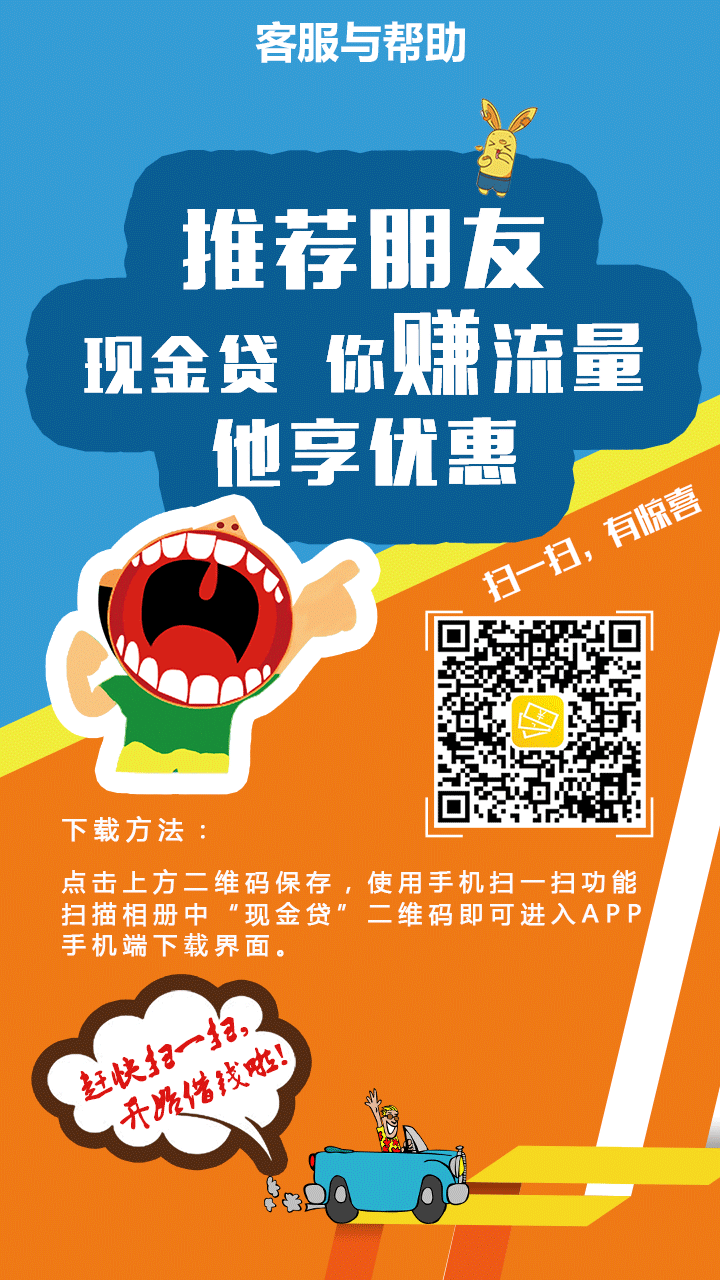 客服与帮助
推荐朋友
现金贷 你赚流量
他享优惠
扫一扫，有惊喜
下载方法：
点击上方二维码保存，使用手机扫一扫功能
扫描相册中“现金贷”二维码即可进入APP
手机端下载界面。
赶快扫一扫,
开始借钱啦!